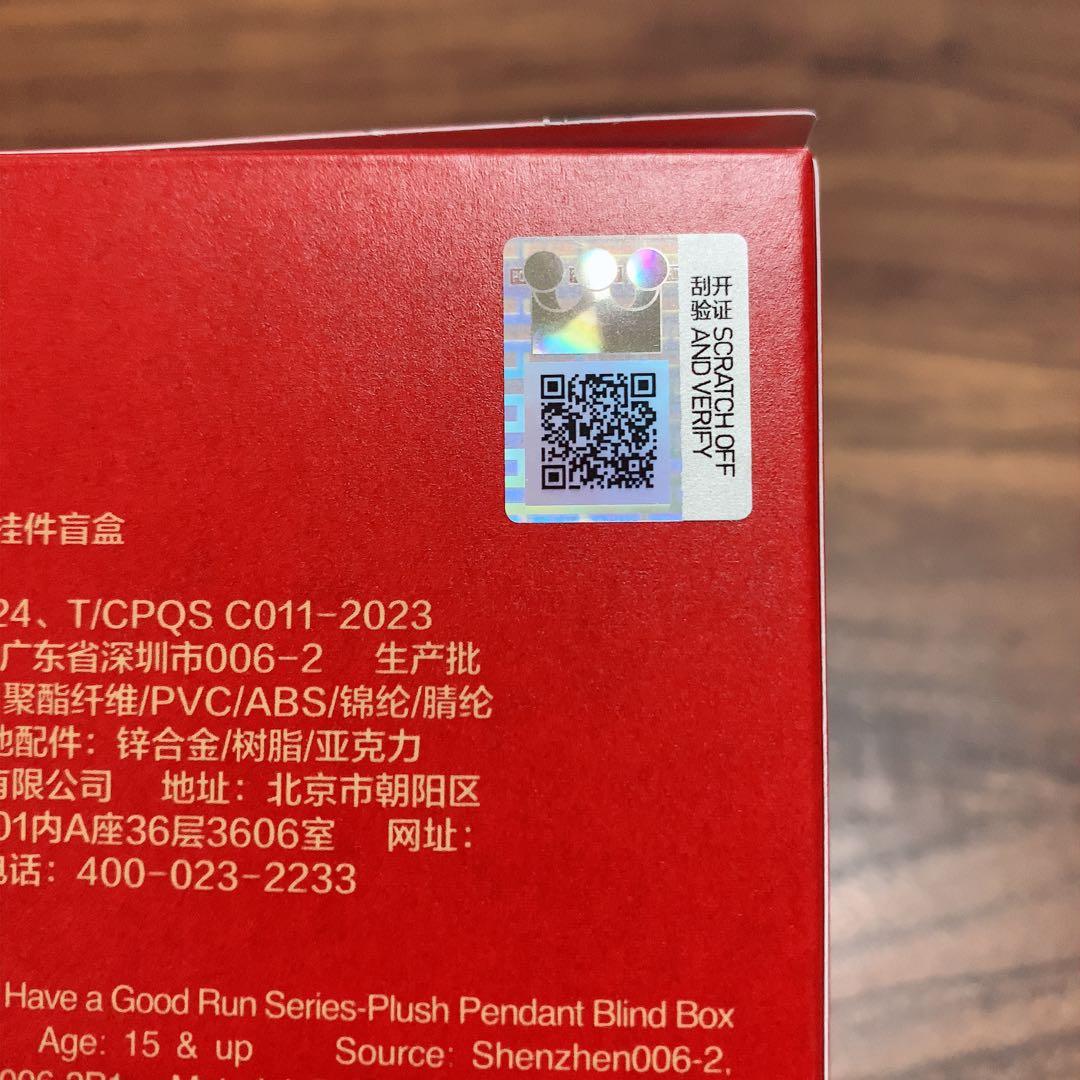 开证 SCRATCH OFF
刮验 AND VERIFY
挂件盲盒
24、T/CPQS C011-2023
广东省深圳市006-2 生产批
聚酯纤维/PVC/ABS/锦纶/腈纶
他配件：锌合金/树脂/亚克力
有限公司 地址：北京市朝阳区
01内A座36层3606室 网址：
电话：400-023-2233
Have a Good Run Series-Plush Pendant Blind Box
Age: 15 & up Source: Shenzhen006-2,